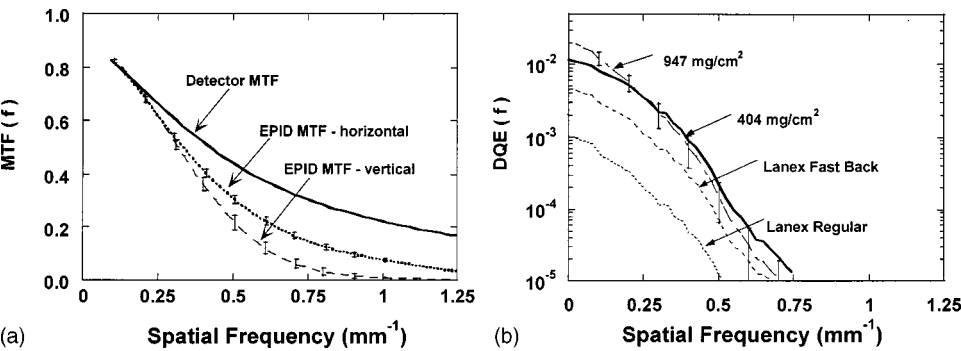 1.0
0.8
0.6
0.4
0.2
0.0
MTF ( f )
Detector MTF
EPID MTF - horizontal
EPID MTF - vertical
0
0.25
0.5
0.75
1
1.25
Spatial Frequency (mm⁻¹)
(a)
10⁻²
10⁻³
10⁻⁴
10⁻⁵
DQE ( f )
947 mg/cm²
404 mg/cm²
Lanex Fast Back
Lanex Regular
0
0.25
0.5
0.75
1
1.25
Spatial Frequency (mm⁻¹)
(b)